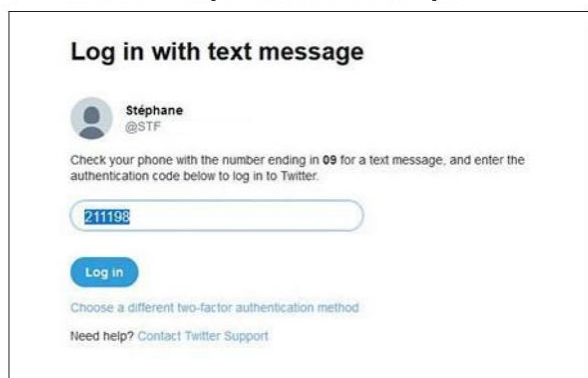 Log in with text message
Stéphane
@STF
Check your phone with the number ending in 09 for a text message, and enter the
authentication code below to log in to Twitter.
211198
Log in
Choose a different two-factor authentication method
Need help? Contact Twitter Support